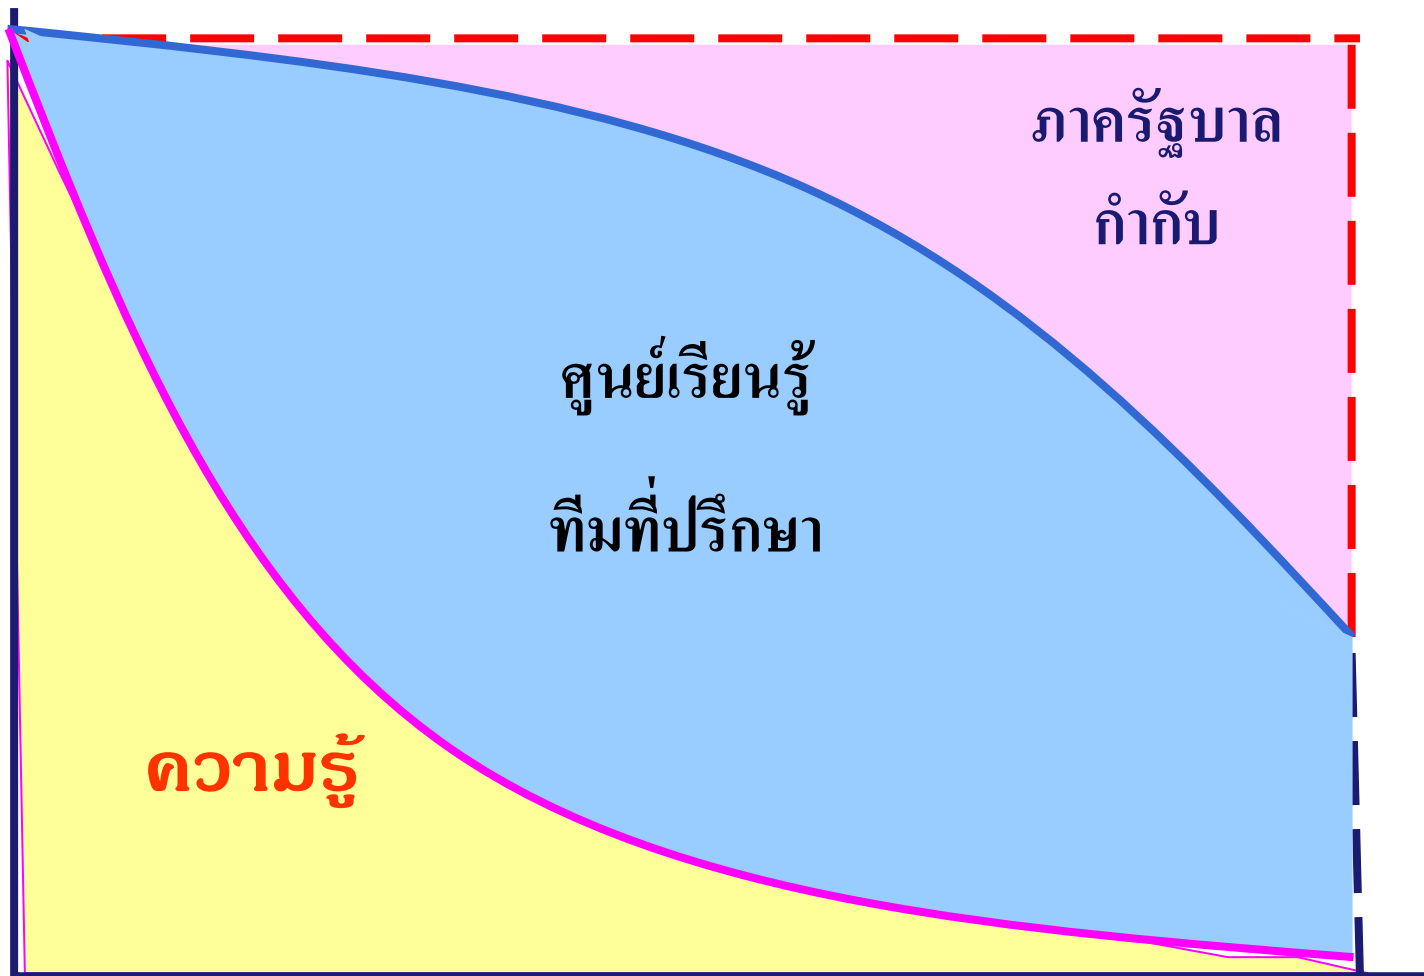 ภาครัฐบาล
กำกับ
ศูนย์เรียนรู้
ทีมที่ปรึกษา
ความรู้